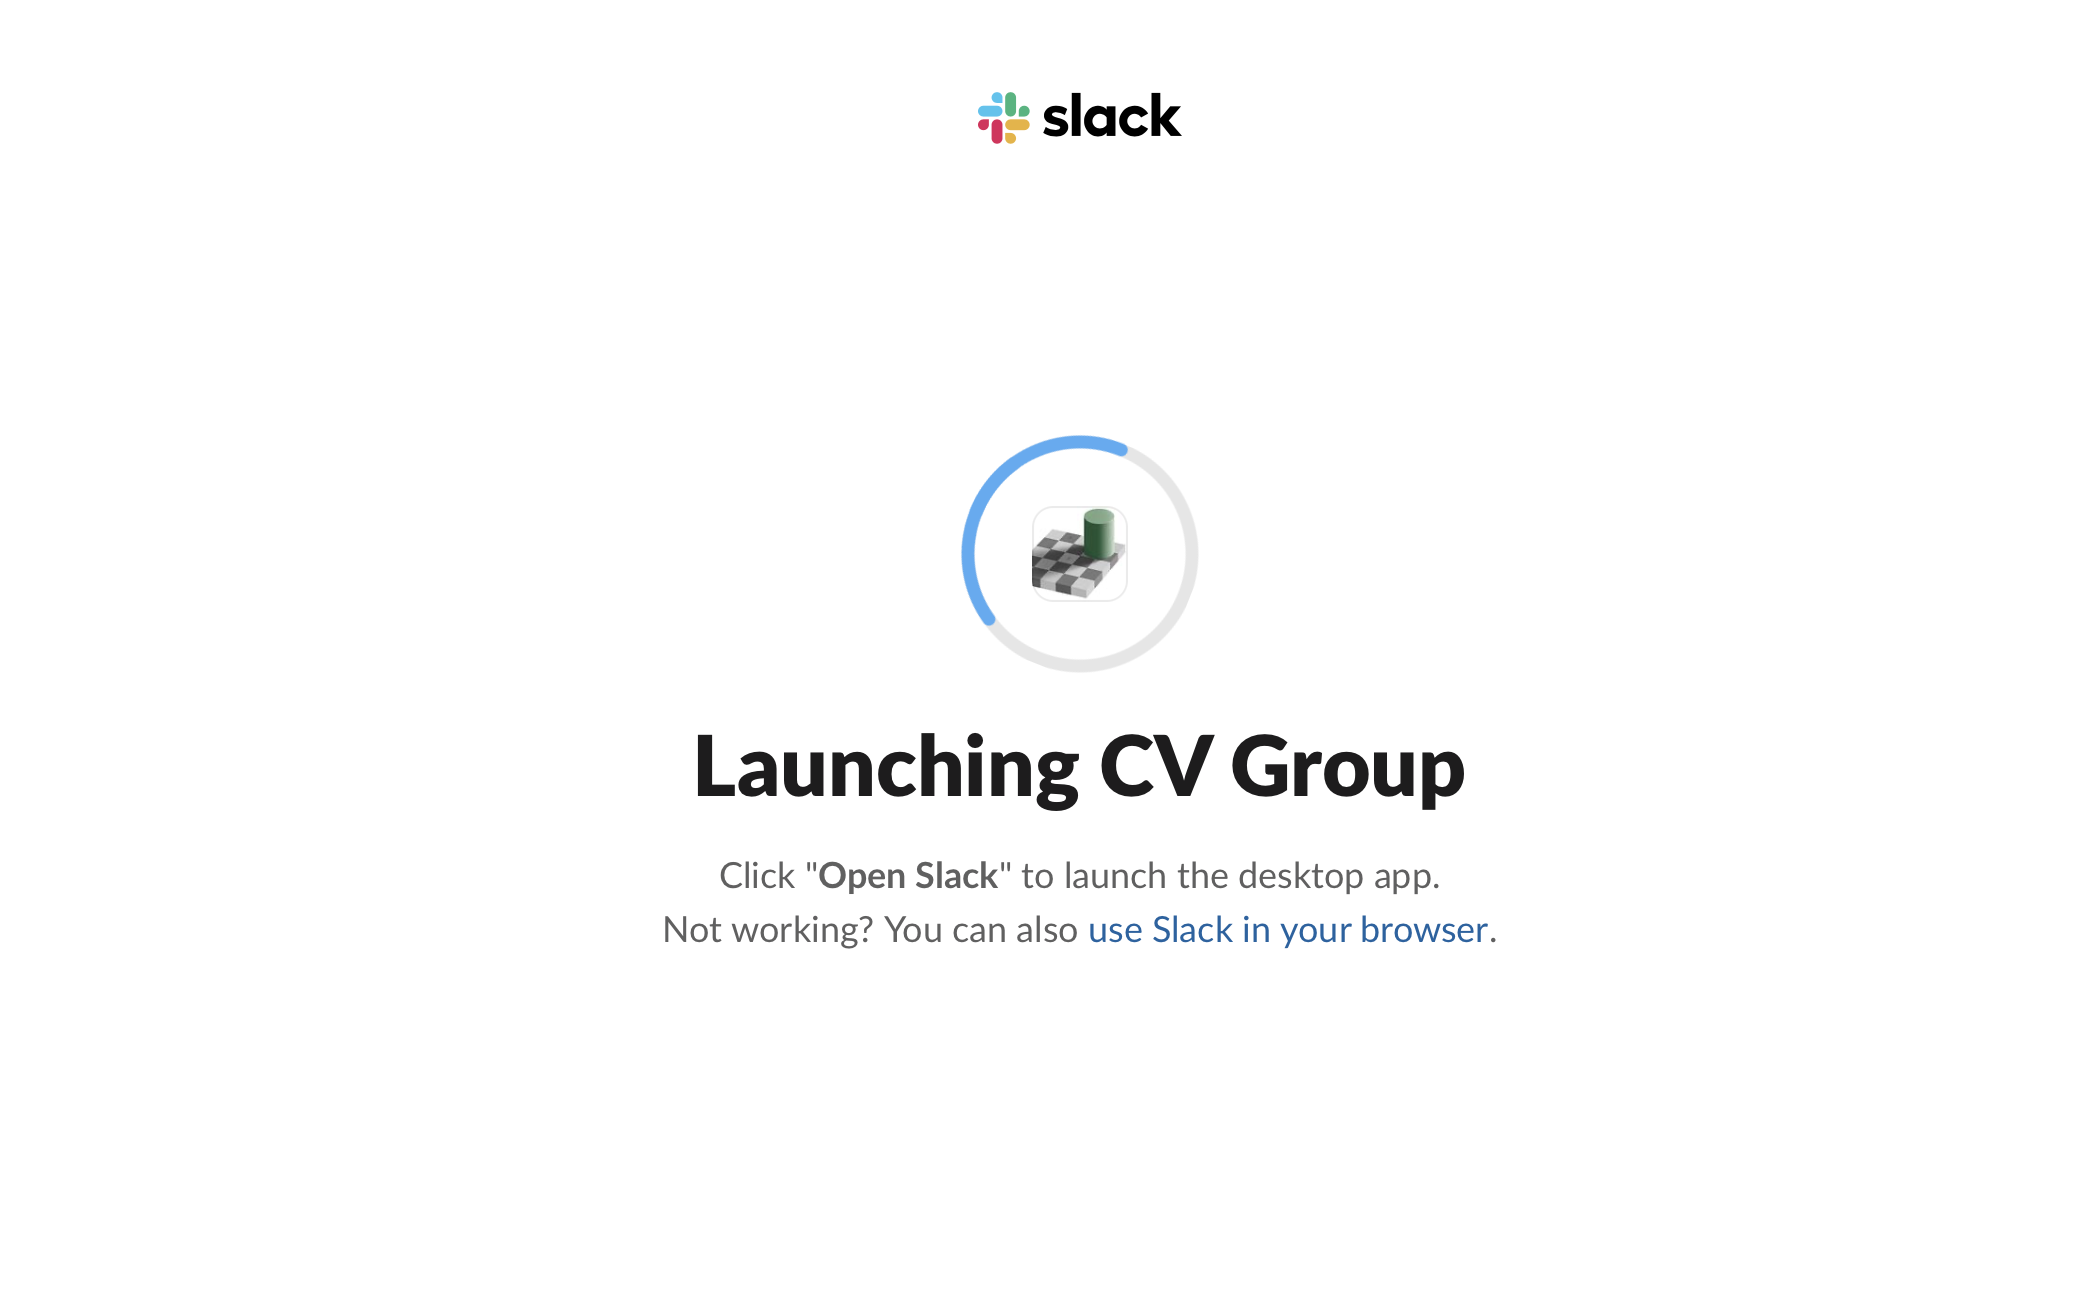 slack
Launching CV Group
Click "Open Slack" to launch the desktop app.
Not working? You can also use Slack in your browser.